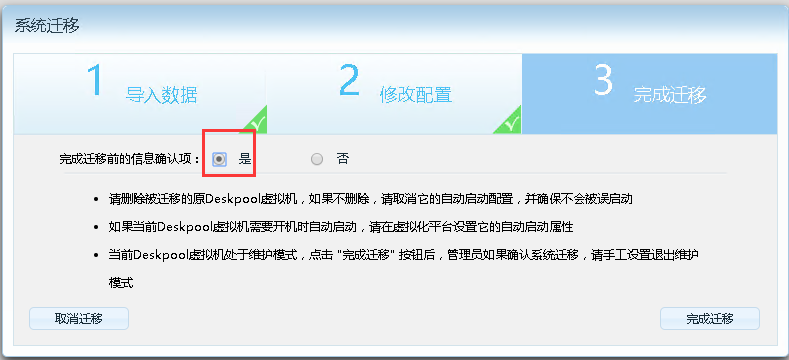 系统迁移
1 导入数据 2 修改配置 3 完成迁移
完成迁移前的信息确认项： 是 否
• 请删除被迁移的原Deskpool虚拟机，如果不删除，请取消它的自动启动配置，并确保不会被误启动
• 如果当前Deskpool虚拟机需要开机时自动启动，请在虚拟化平台设置它的自动启动属性
• 当前Deskpool虚拟机处于维护模式，点击 "完成迁移" 按钮后，管理员如果确认系统迁移，请手工设置退出维护
模式
取消迁移 完成迁移